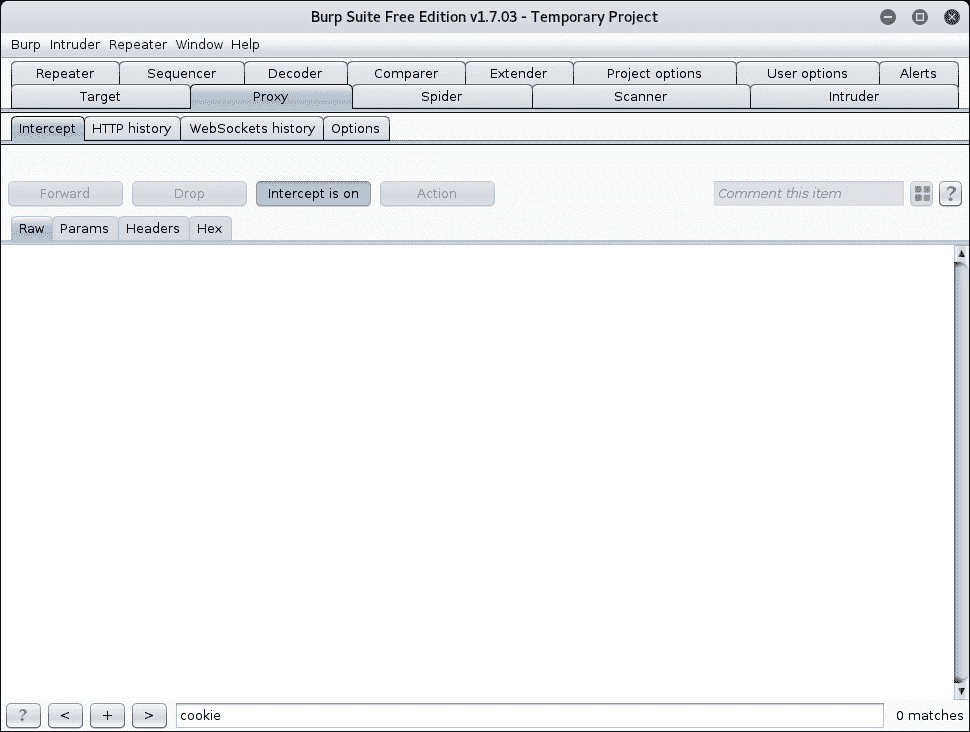 Burp Suite Free Edition v1.7.03 - Temporary Project
Burp Intruder Repeater Window Help
Repeater Sequencer Decoder Comparer Extender Project options User options Alerts
Target Proxy Spider Scanner Intruder
Intercept HTTP history WebSockets history Options
Forward Drop Intercept is on Action Comment this item ?
Raw Params Headers Hex
? < + > cookie 0 matches